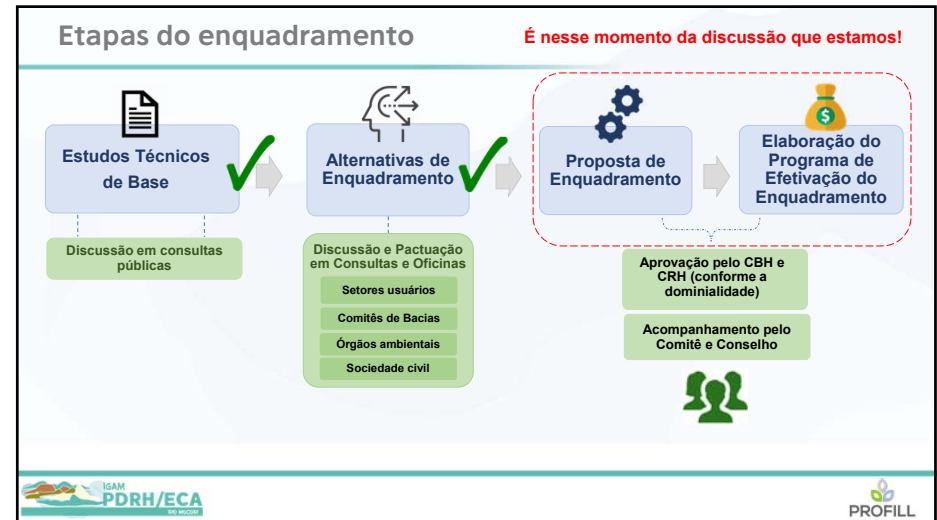 Etapas do enquadramento
É nesse momento da discussão que estamos!
Estudos Técnicos
de Base
Alternativas de
Enquadramento
Proposta de
Enquadramento
$
Elaboração do
Programa de
Efetivação do
Enquadramento
Discussão em consultas
públicas
Discussão e Pactuação
em Consultas e Oficinas
Setores usuários
Comitês de Bacias
Órgãos ambientais
Sociedade civil
Aprovação pelo CBH e
CRH (conforme a
dominialidade)
Acompanhamento pelo
Comitê e Conselho
IGAM
PDRH/ECA
RIO MUCURI
PROFILL